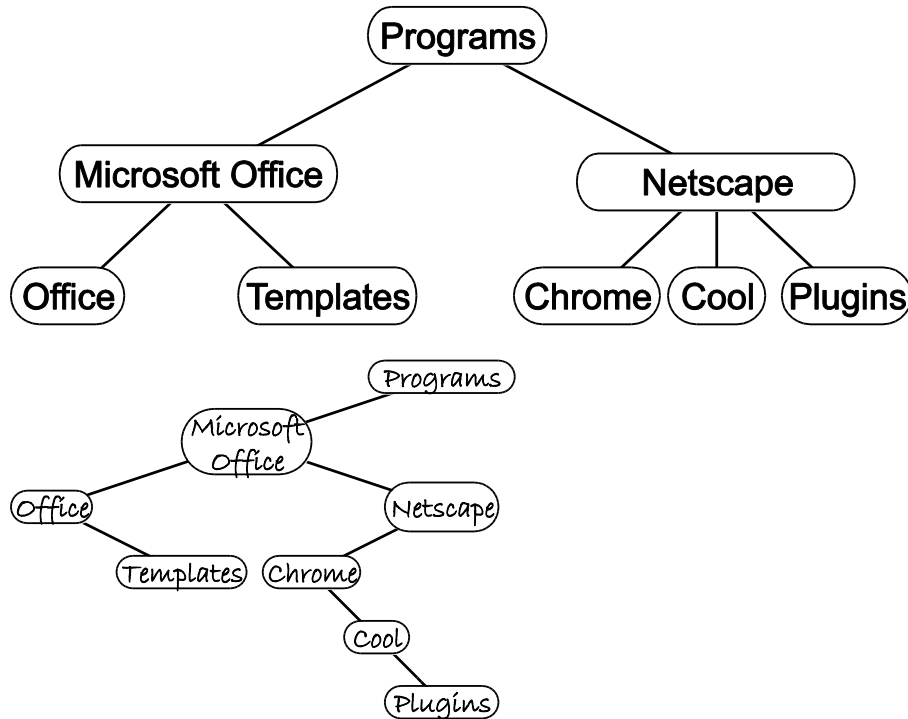 Programs
Microsoft Office
Netscape
Office
Templates
Chrome
Cool
Plugins
Programs
Microsoft
Office
Office
Netscape
Templates
Chrome
Cool
Plugins